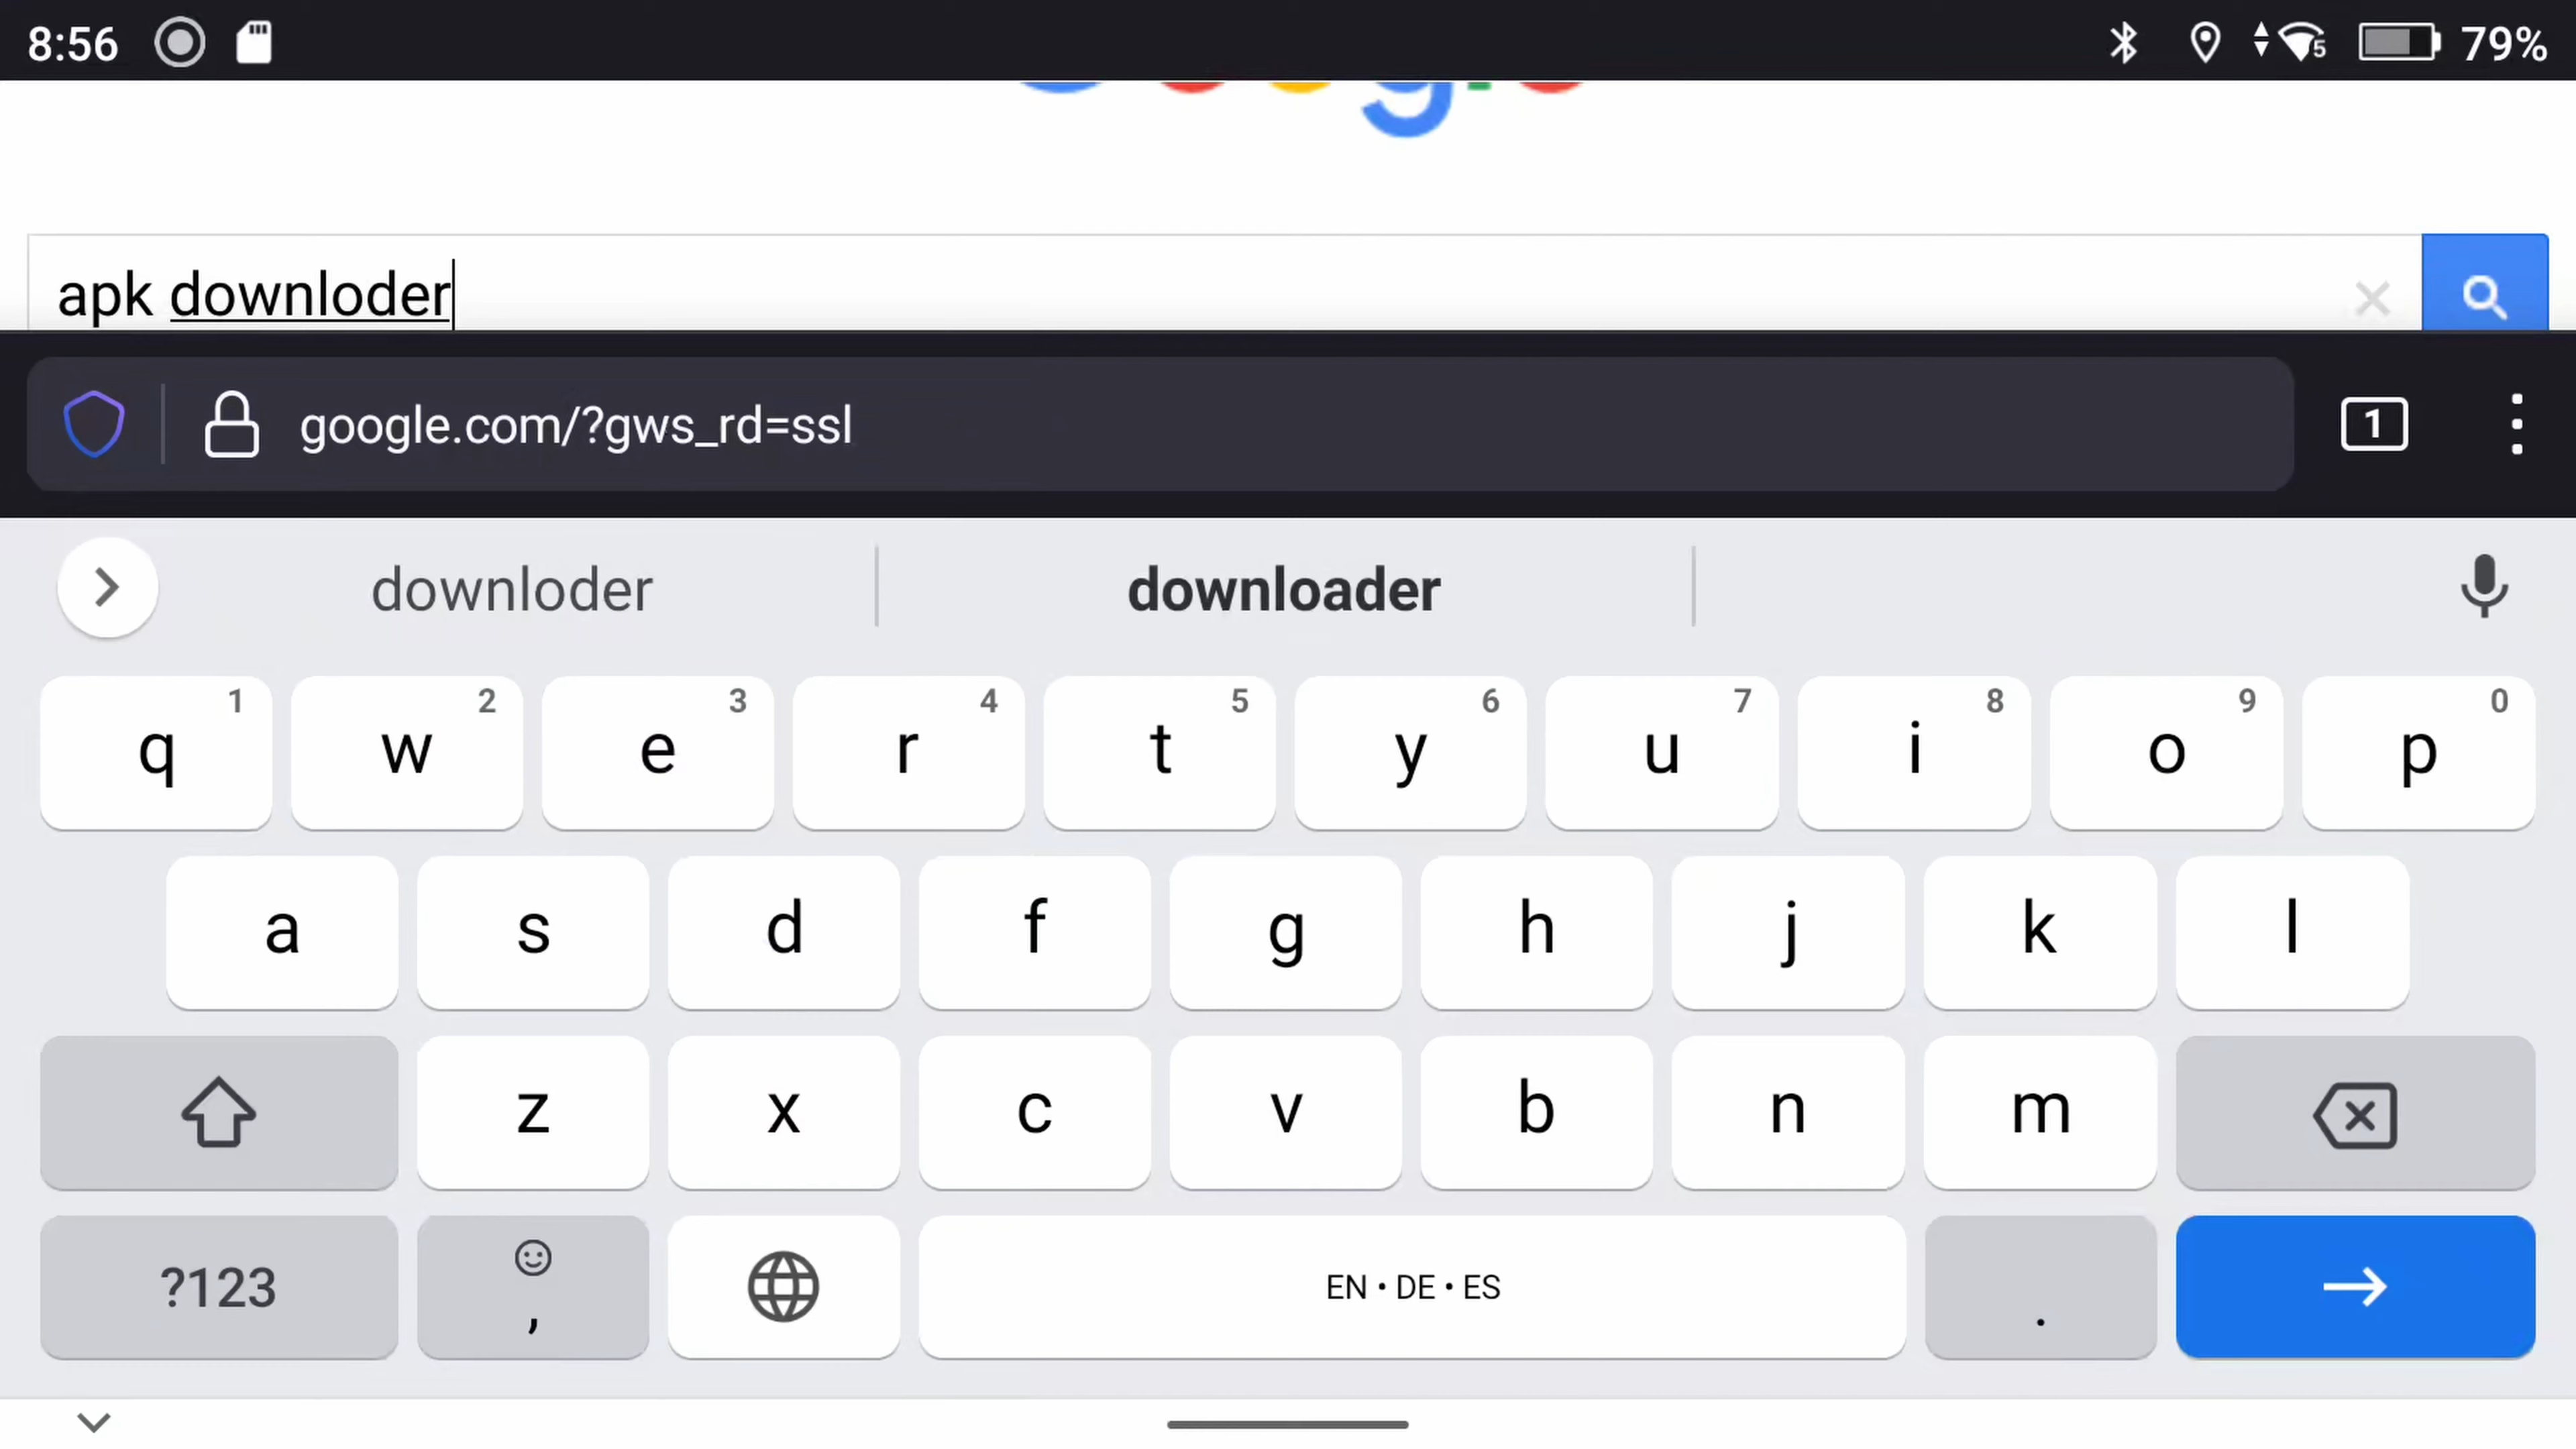 8:56 5 79%
apk downloder
google.com/?gws_rd=ssl 1
downloder downloader
q 1 w 2 e 3 r 4 t 5 y 6 u 7 i 8 o 9 p 0
a s d f g h j k l
z x c v b n m
?123 , EN • DE • ES .